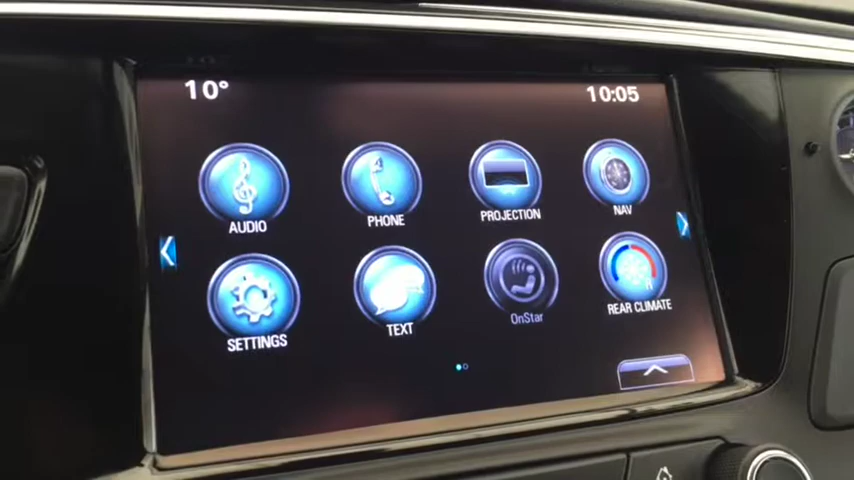 10° 10:05
AUDIO PHONE PROJECTION NAV
SETTINGS TEXT OnStar REAR CLIMATE